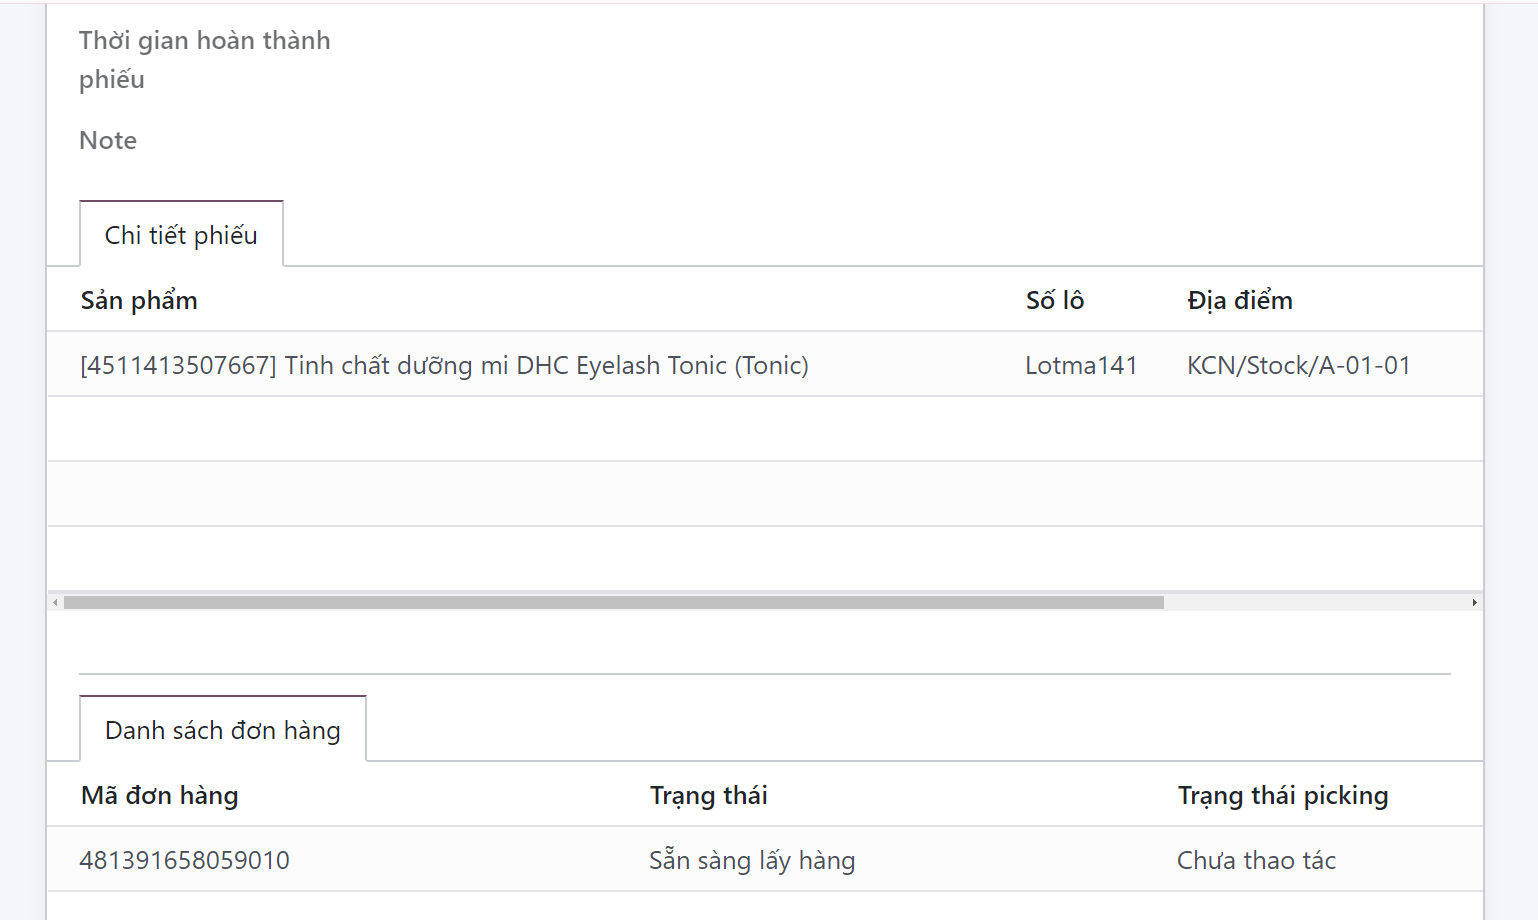 Thời gian hoàn thành
phiếu
Note
Chi tiết phiếu
Sản phẩm Số lô Địa điểm
[4511413507667] Tinh chất dưỡng mi DHC Eyelash Tonic (Tonic) Lotma141 KCN/Stock/A-01-01
Danh sách đơn hàng
Mã đơn hàng Trạng thái Trạng thái picking
481391658059010 Sẵn sàng lấy hàng Chưa thao tác